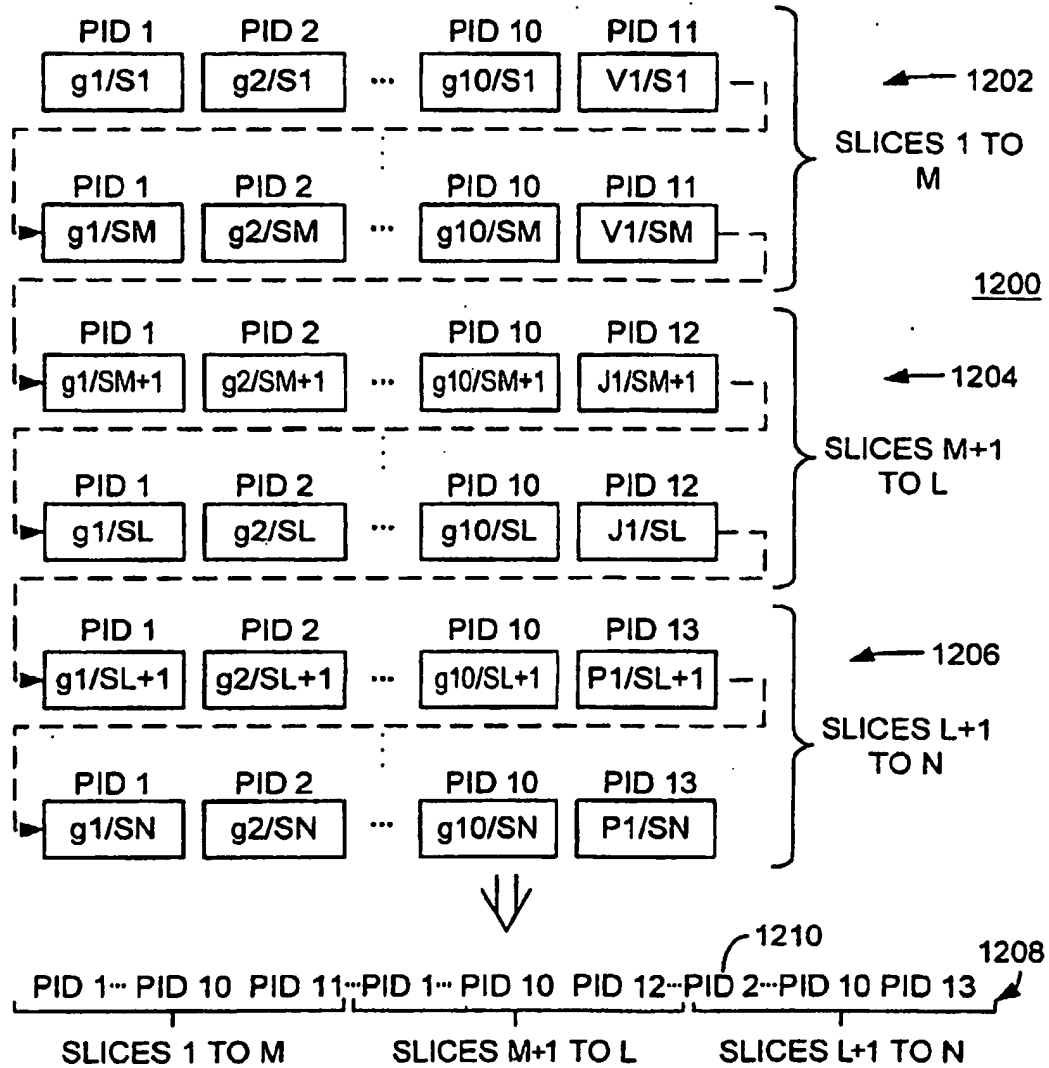 PID 1 PID 2 PID 10 PID 11
g1/S1 g2/S1 ... g10/S1 V1/S1
1202
SLICES 1 TO
M
PID 1 PID 2 PID 10 PID 11
g1/SM g2/SM ... g10/SM V1/SM
1200
PID 1 PID 2 PID 10 PID 12
g1/SM+1 g2/SM+1 ... g10/SM+1 J1/SM+1
1204
SLICES M+1
TO L
PID 1 PID 2 PID 10 PID 12
g1/SL g2/SL ... g10/SL J1/SL
PID 1 PID 2 PID 10 PID 13
g1/SL+1 g2/SL+1 ... g10/SL+1 P1/SL+1
1206
SLICES L+1
TO N
PID 1 PID 2 PID 10 PID 13
g1/SN g2/SN ... g10/SN P1/SN
1210
1208
PID 1... PID 10 PID 11...PID 1... PID 10 PID 12...PID 2...PID 10 PID 13
SLICES 1 TO M SLICES M+1 TO L SLICES L+1 TO N